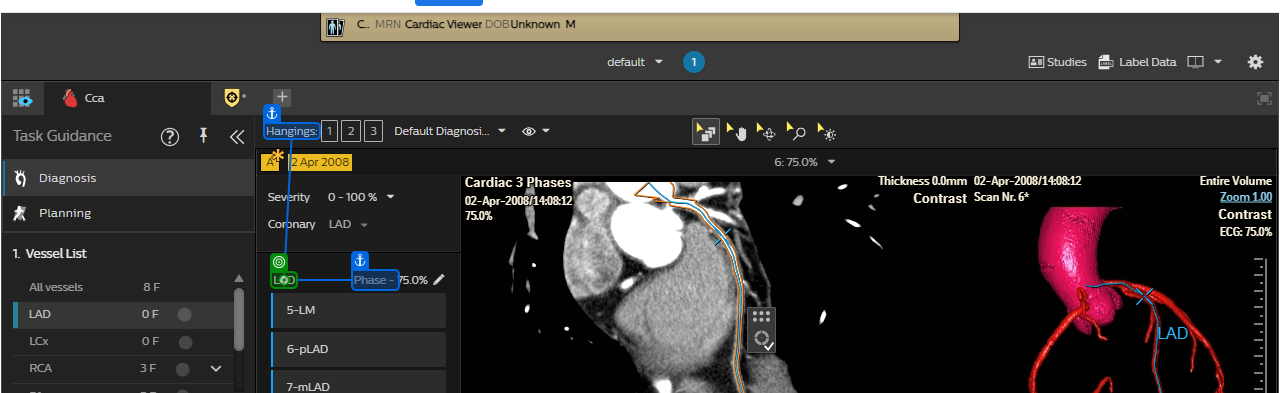 C.. MRN Cardiac Viewer DOB Unknown M
default 1
Studies Label Data
Cca
Task Guidance
Hangings: 1 2 3 Default Diagnosi...
2 Apr 2008
6: 75.0%
Diagnosis
Planning
Severity 0 - 100 %
Coronary LAD
1. Vessel List
All vessels 8 F
LAD 0 F
LCx 0 F
RCA 3 F
Phase - 75.0%
5-LM
6-pLAD
7-mLAD
Cardiac 3 Phases
02-Apr-2008/14:08:12
75.0%
Thickness 0.0mm
Contrast
02-Apr-2008/14:08:12
Scan Nr. 6*
Entire Volume
Zoom 1.00
Contrast
ECG: 75.0%
LAD